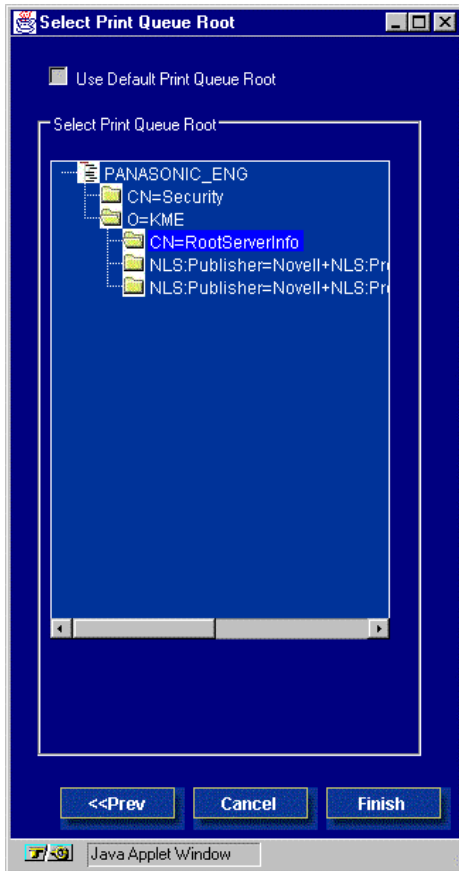 Select Print Queue Root
Use Default Print Queue Root
Select Print Queue Root
PANASONIC_ENG
CN=Security
O=KME
CN=RootServerInfo
NLS:Publisher=Novell+NLS:Pr
NLS:Publisher=Novell+NLS:Pr
<<Prev Cancel Finish
Java Applet Window